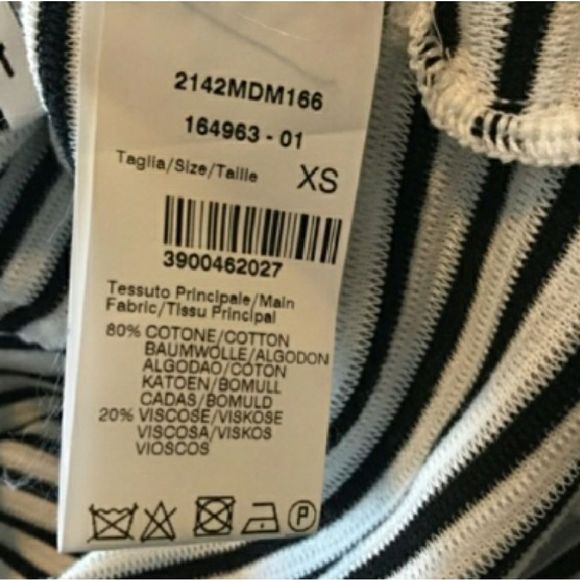 2142MDM166
164963 - 01
Taglia/Size/Taille XS
3900462027
Tessuto Principale/Main
Fabric/Tissu Principal
80% COTONE/COTTON
BAUMWOLLE/ALGODON
ALGODAO/COTON
KATOEN/BOMULL
CADAS/BOMULD
20% VISCOSE/VISKOSE
VISCOSA/VISKOS
VIOSCOS
P